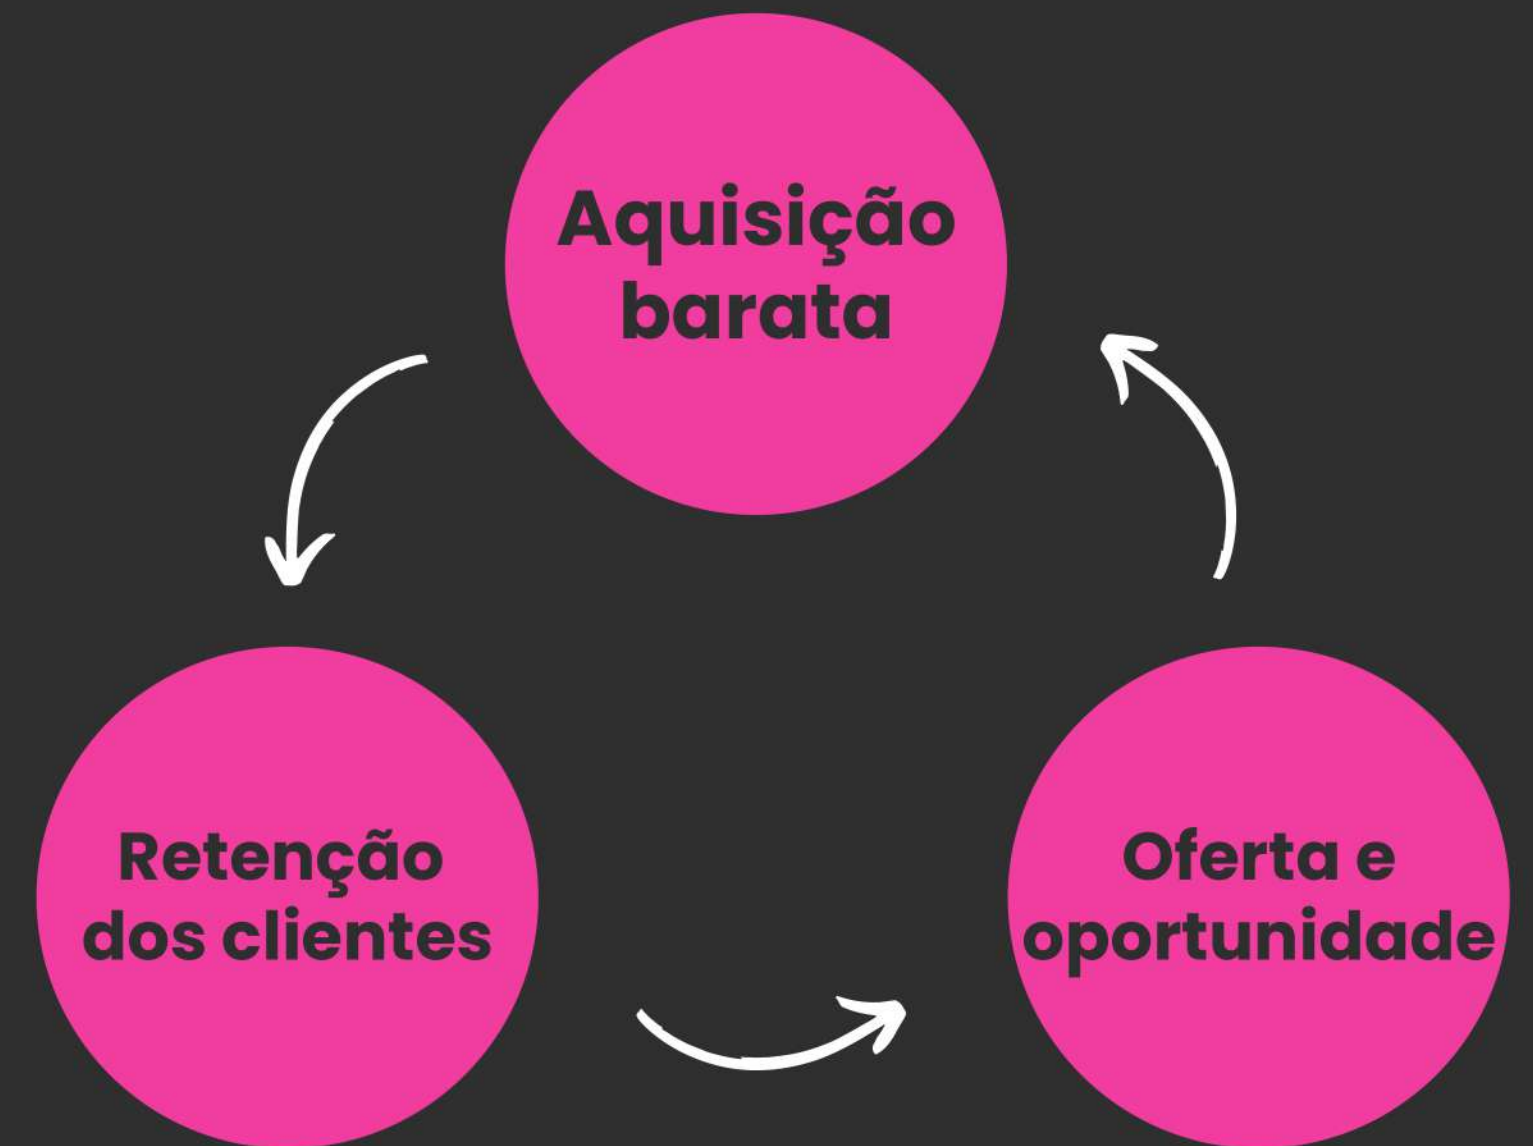 Aquisição
barata
Retenção
dos clientes
Oferta e
oportunidade